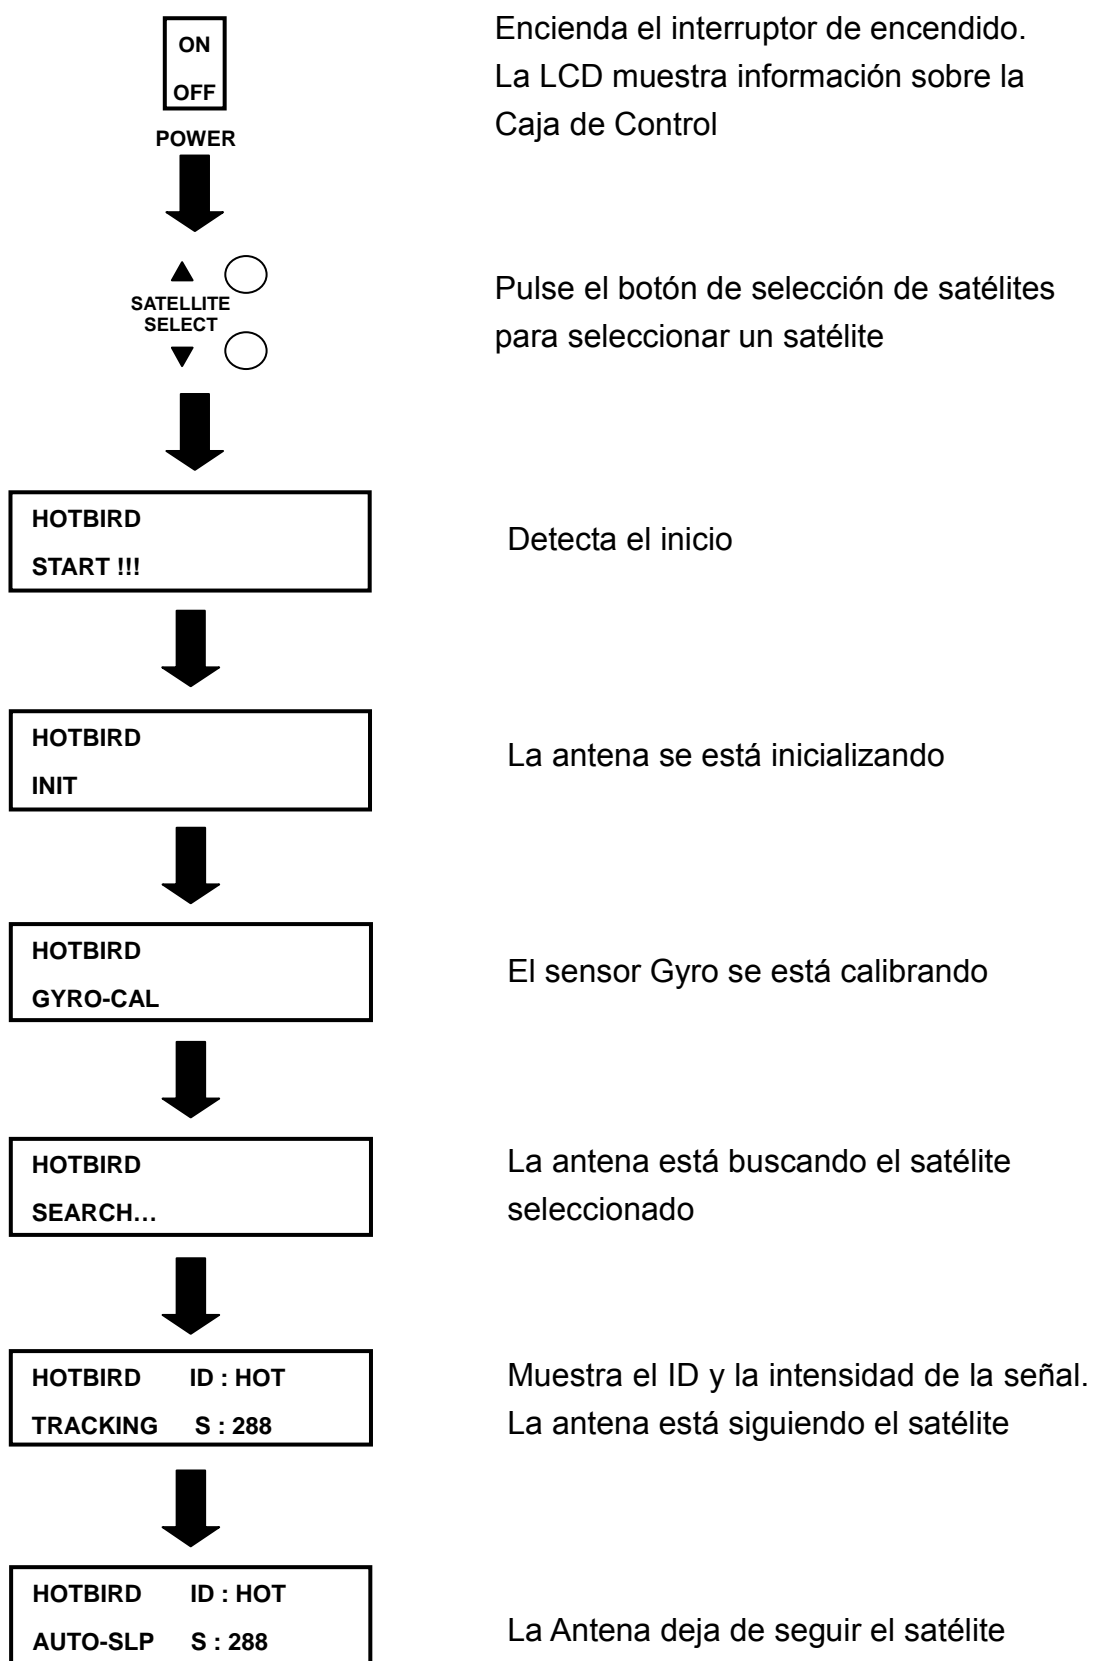 ON
OFF
POWER
Encienda el interruptor de encendido.
La LCD muestra información sobre la
Caja de Control
▲
SATELLITE
SELECT
▼
Pulse el botón de selección de satélites
para seleccionar un satélite
HOTBIRD
START !!!
Detecta el inicio
HOTBIRD
INIT
La antena se está inicializando
HOTBIRD
GYRO-CAL
El sensor Gyro se está calibrando
HOTBIRD
SEARCH…
La antena está buscando el satélite
seleccionado
HOTBIRD ID : HOT
TRACKING S : 288
Muestra el ID y la intensidad de la señal.
La antena está siguiendo el satélite
HOTBIRD ID : HOT
AUTO-SLP S : 288
La Antena deja de seguir el satélite